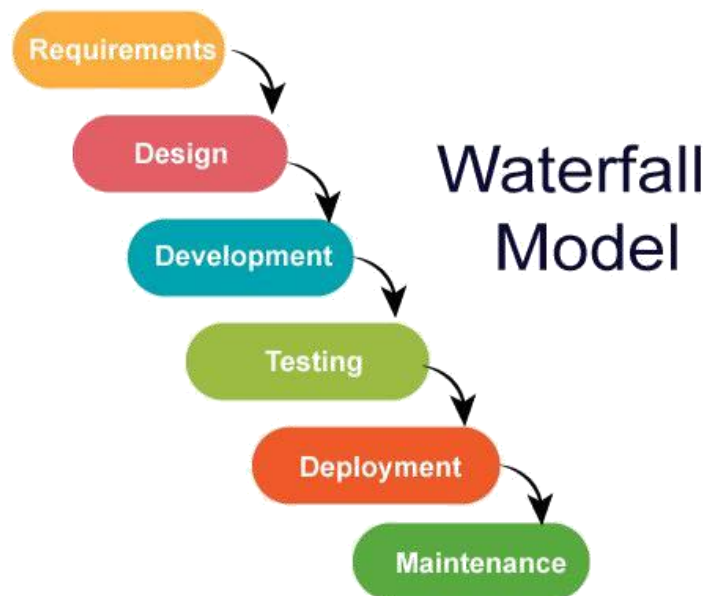 Requirements
Design
Waterfall
Model
Development
Testing
Deployment
Maintenance